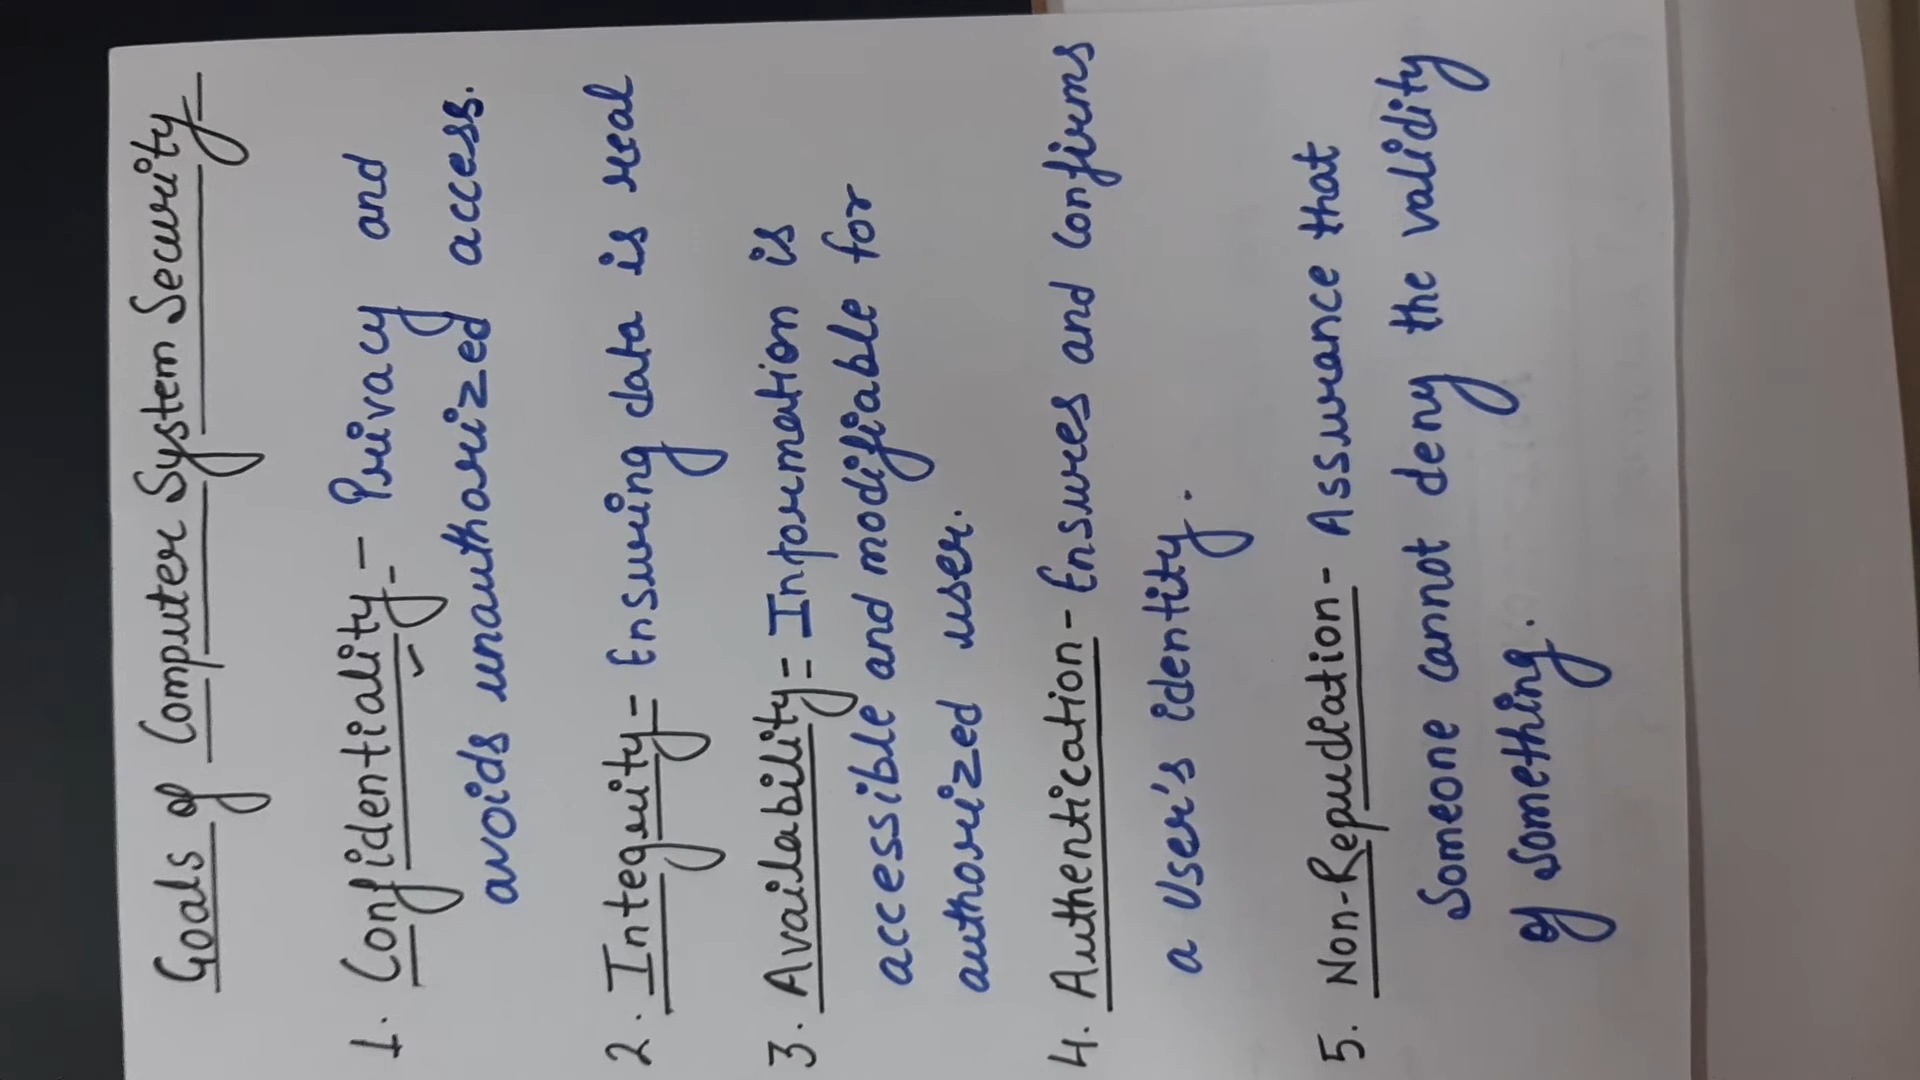 Goals of Computer System Security
1. Confidentiality - Privacy and
avoids unauthorized access.
2. Integrity = Ensuring data is real
3. Availability = Information is
accessible and modifiable for
authorized user.
4. Authentication - Ensures and confirms
a User's identity.
5. Non-Repudiation - Assurance that
Someone cannot deny the validity
of something.